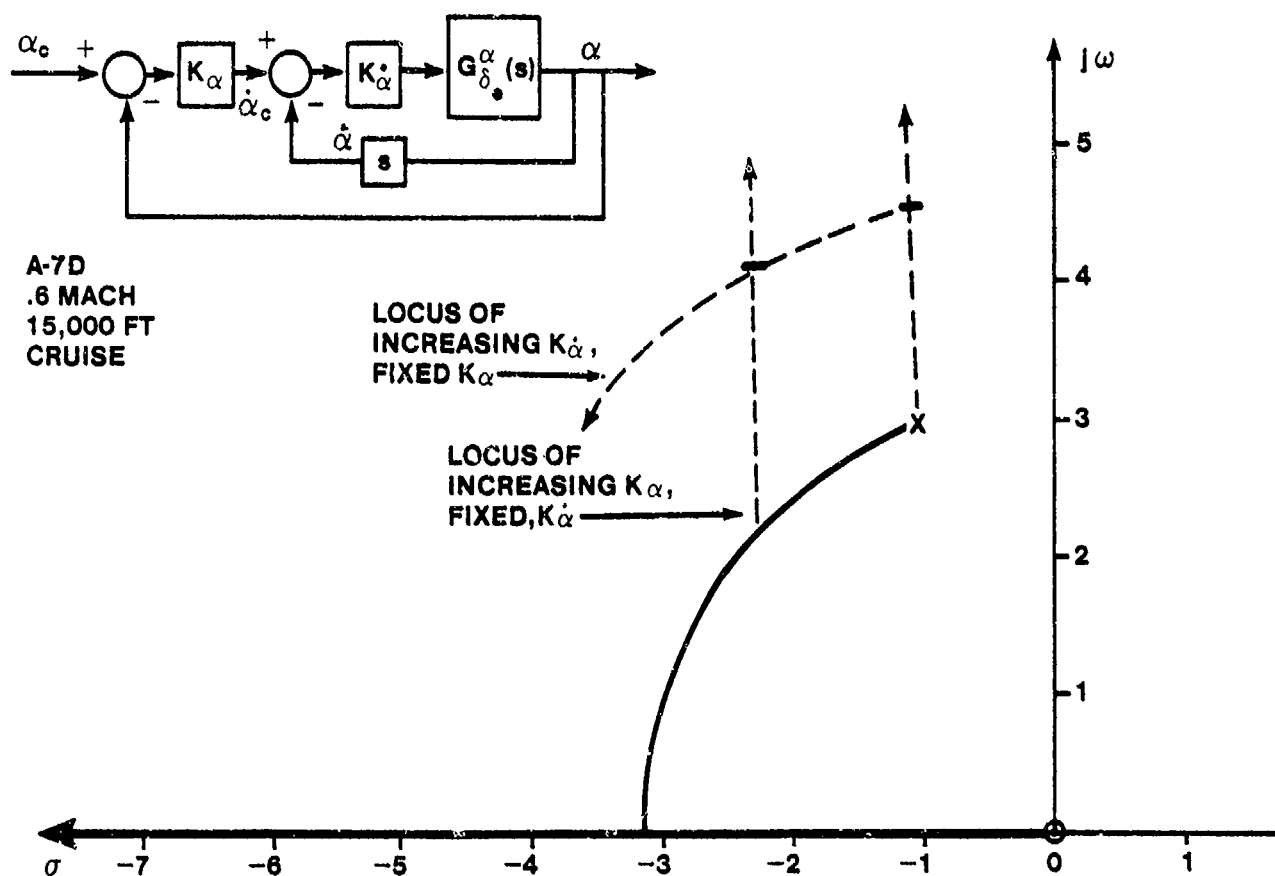 α_c + − K_α α̇_c + − K_α̇ G^α_δ_e(s) α
α̇ s
A-7D
.6 MACH
15,000 FT
CRUISE
LOCUS OF
INCREASING K_α̇,
FIXED K_α
LOCUS OF
INCREASING K_α,
FIXED, K_α̇
jω
5
4
3
2
1
X
σ −7 −6 −5 −4 −3 −2 −1 0 1